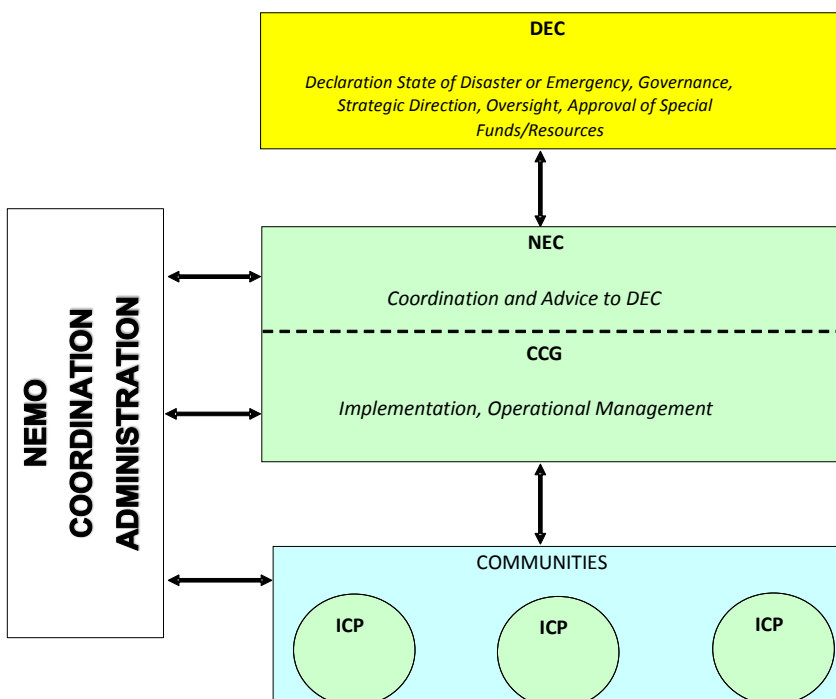 DEC
Declaration State of Disaster or Emergency, Governance,
Strategic Direction, Oversight, Approval of Special
Funds/Resources
NEMO
COORDINATION
ADMINISTRATION
NEC
Coordination and Advice to DEC
CCG
Implementation, Operational Management
COMMUNITIES
ICP
ICP
ICP